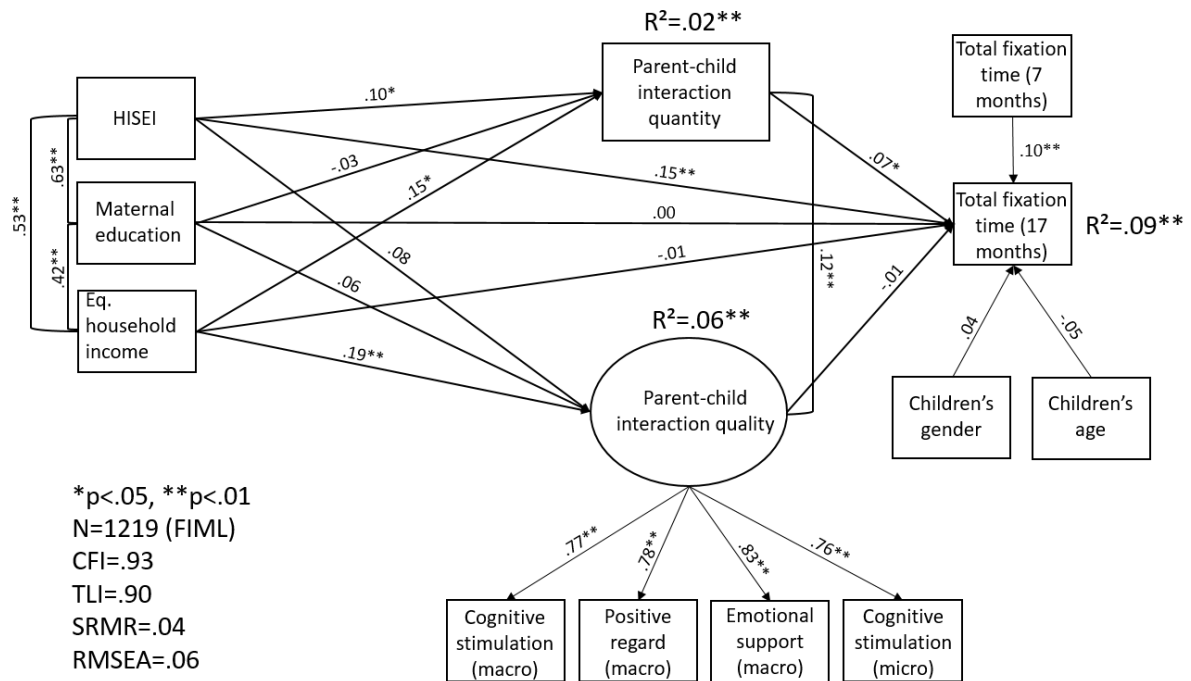 R²=.02**
Total fixation
time (7
months)
Parent-child
interaction
quantity
HISEI
.10*
.10**
.63**
-.03
.07*
.15**
.15*
.53**
Maternal
education
.00
Total fixation
time (17
months)
R²=.09**
.42**
.08
-.01
.12**
.06
-.01
Eq.
household
income
R²=.06**
.19**
.04
-.05
Parent-child
interaction quality
Children's
gender
Children's
age
*p<.05, **p<.01
N=1219 (FIML)
CFI=.93
TLI=.90
SRMR=.04
RMSEA=.06
.77**
.78**
.83**
.76**
Cognitive
stimulation
(macro)
Positive
regard
(macro)
Emotional
support
(macro)
Cognitive
stimulation
(micro)